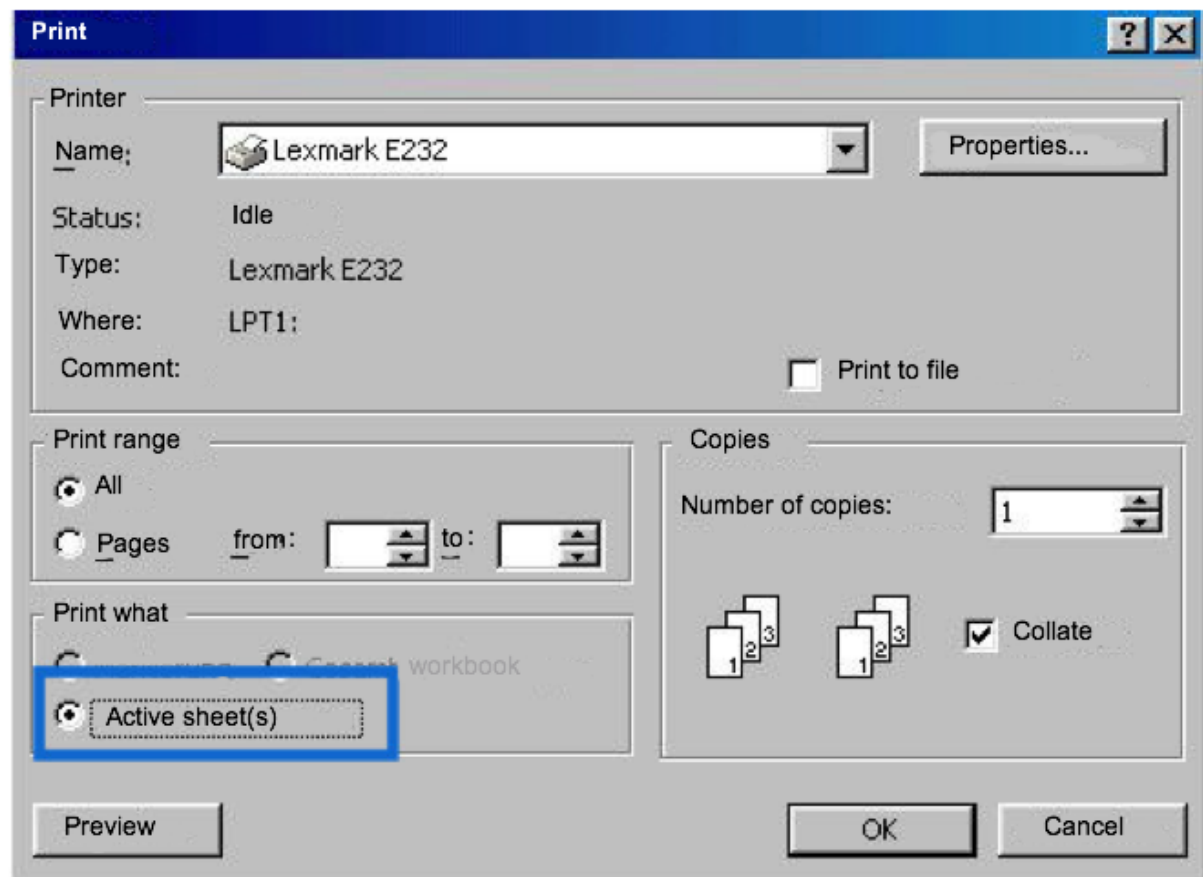 Print
Printer
Name:
Lexmark E232
Properties...
Status: Idle
Type: Lexmark E232
Where: LPT1:
Comment:
Print to file
Print range
All
Pages from: to:
Print what
workbook
Active sheet(s)
Copies
Number of copies: 1
1 2 3
1 2 3
Collate
Preview
OK
Cancel